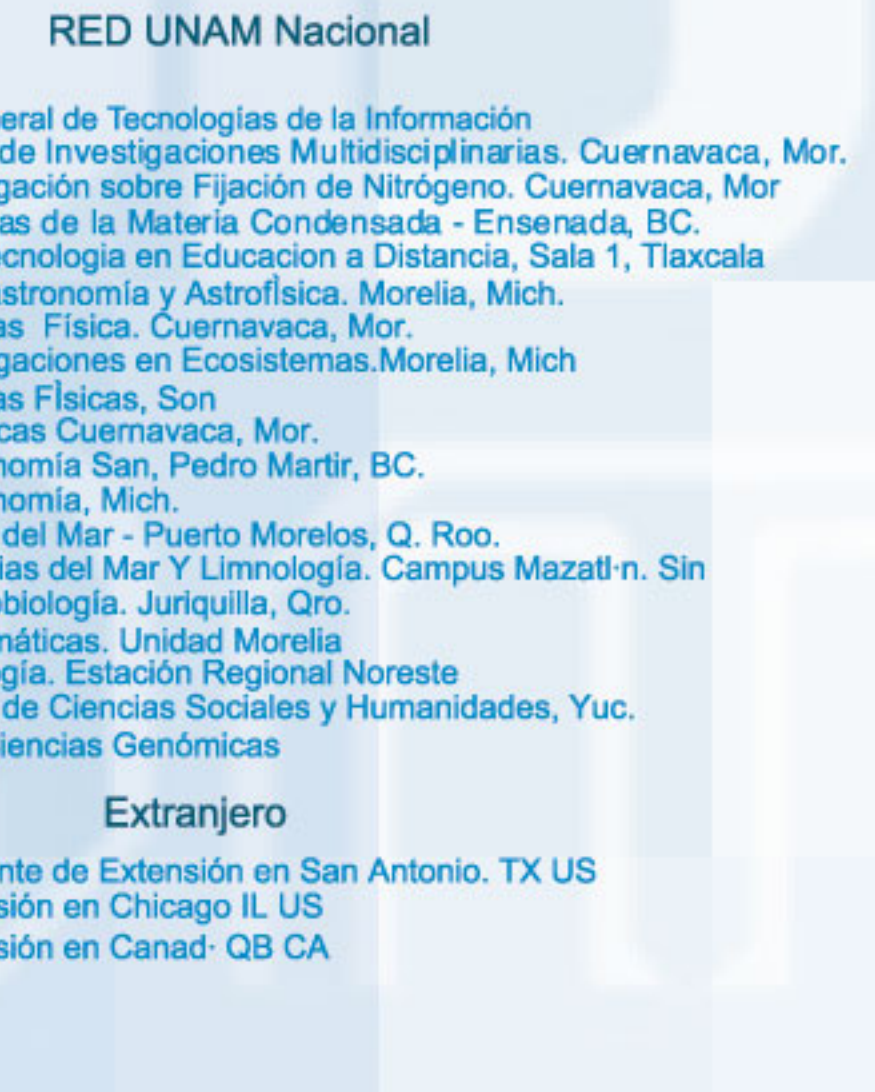 RED UNAM Nacional
eral de Tecnologías de la Información
de Investigaciones Multidisciplinarias. Cuernavaca, Mor.
gación sobre Fijación de Nitrógeno. Cuernavaca, Mor
as de la Materia Condensada - Ensenada, BC.
ecnologia en Educacion a Distancia, Sala 1, Tlaxcala
astronomía y AstrofÌsica. Morelia, Mich.
as  Física. Cuernavaca, Mor.
gaciones en Ecosistemas.Morelia, Mich
as FÌsicas, Son
cas Cuernavaca, Mor.
nomía San, Pedro Martir, BC.
nomía, Mich.
del Mar - Puerto Morelos, Q. Roo.
ias del Mar Y Limnología. Campus Mazatl·n. Sin
obiología. Juriquilla, Qro.
náticas. Unidad Morelia
gía. Estación Regional Noreste
de Ciencias Sociales y Humanidades, Yuc.
iencias Genómicas
Extranjero
nte de Extensión en San Antonio. TX US
sión en Chicago IL US
sión en Canad· QB CA